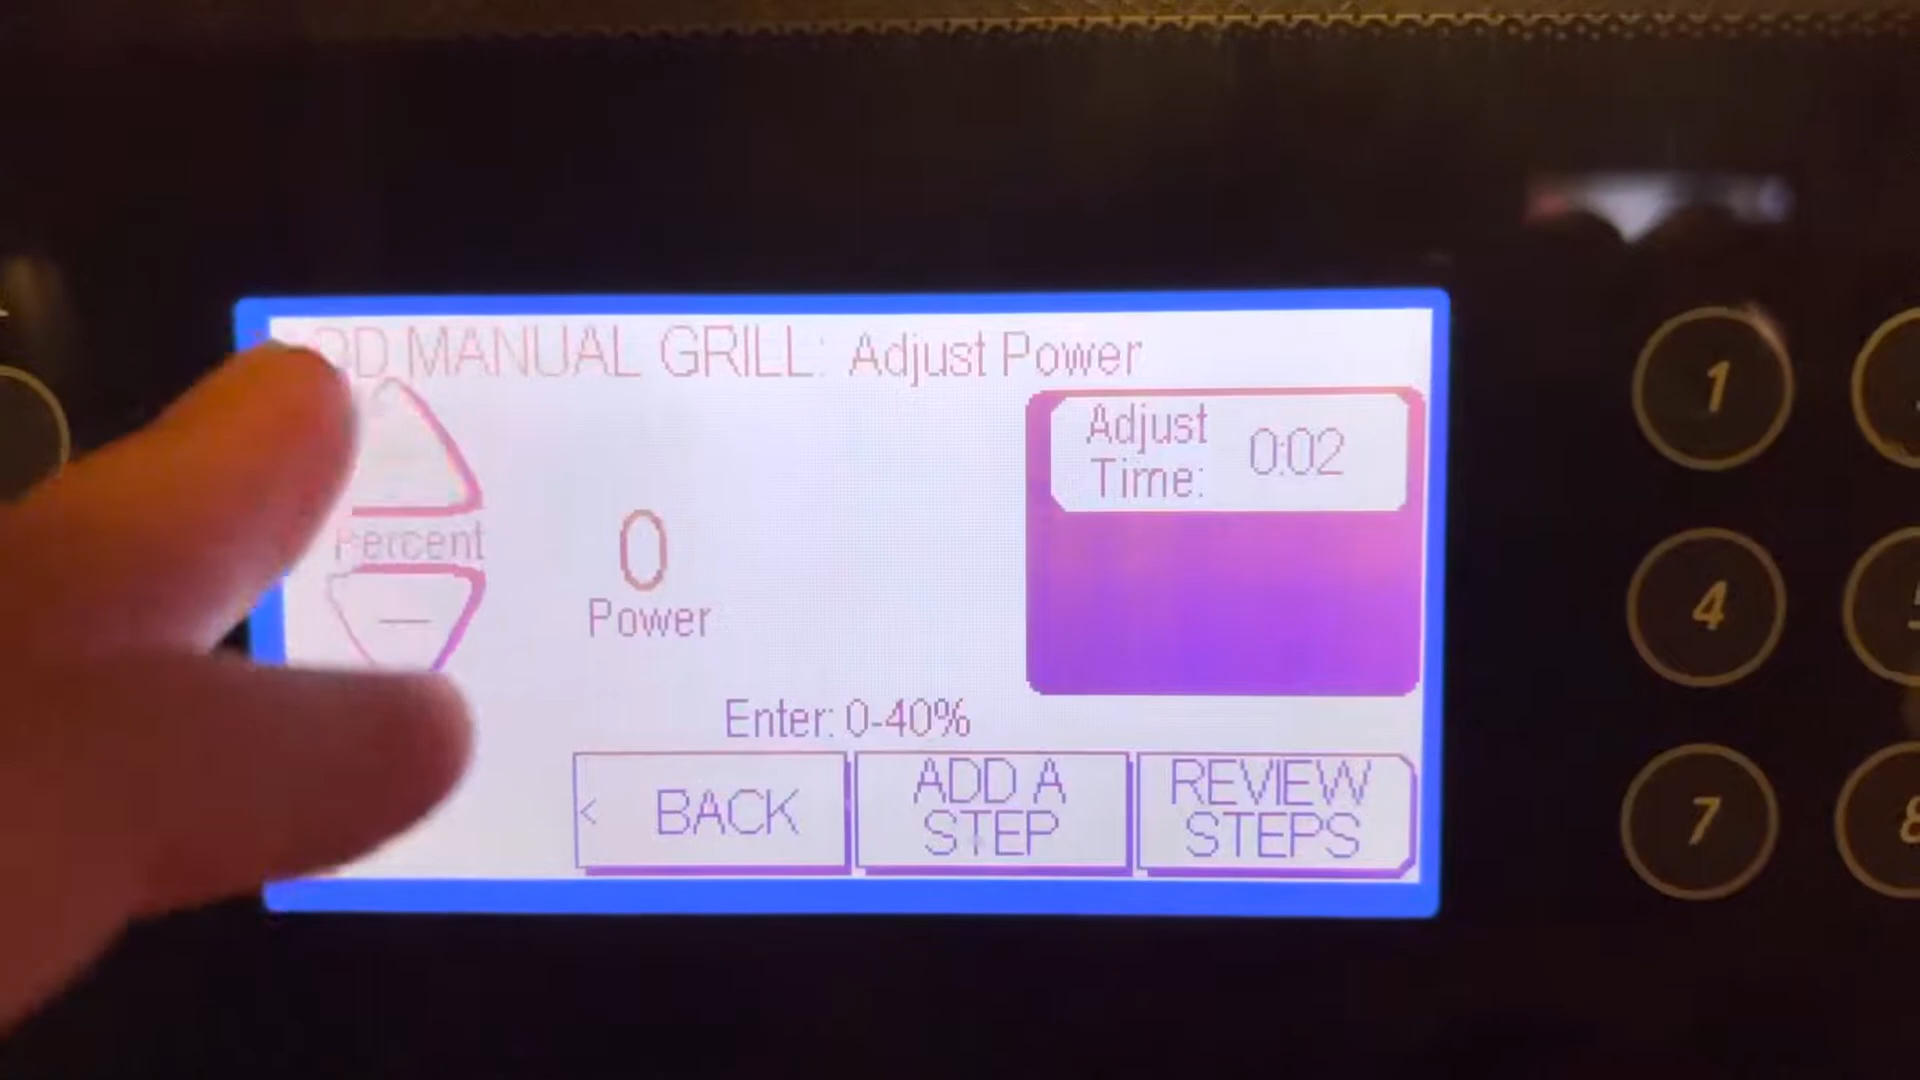 MANUAL GRILL: Adjust Power
Adjust
Time: 0:02
Percent
0
Power
Enter: 0-40%
< BACK
ADD A
STEP
REVIEW
STEPS
1
4
7